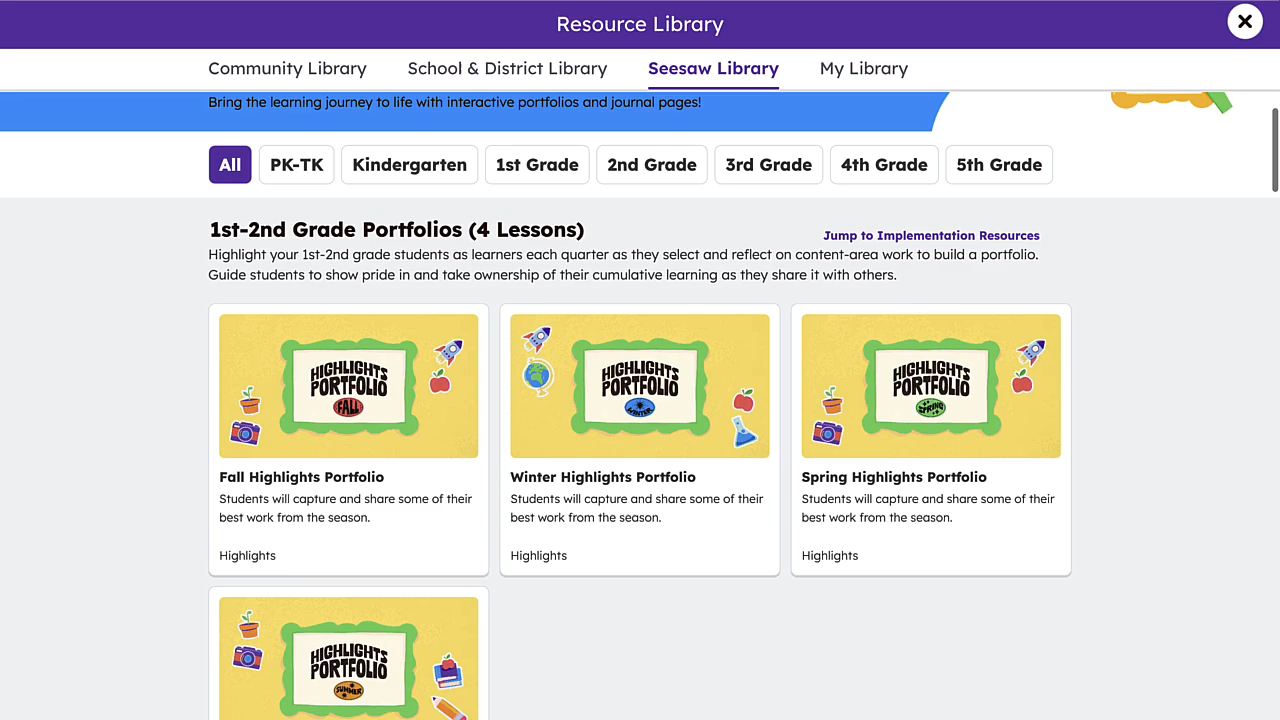 Resource Library
Community Library
School & District Library
Seesaw Library
My Library
Bring the learning journey to life with interactive portfolios and journal pages!
All
PK-TK
Kindergarten
1st Grade
2nd Grade
3rd Grade
4th Grade
5th Grade
1st-2nd Grade Portfolios (4 Lessons)
Jump to Implementation Resources
Highlight your 1st-2nd grade students as learners each quarter as they select and reflect on content-area work to build a portfolio.
Guide students to show pride in and take ownership of their cumulative learning as they share it with others.
HIGHLIGHTS
PORTFOLIO
FALL
Fall Highlights Portfolio
Students will capture and share some of their
best work from the season.
Highlights
HIGHLIGHTS
PORTFOLIO
WINTER
Winter Highlights Portfolio
Students will capture and share some of their
best work from the season.
Highlights
HIGHLIGHTS
PORTFOLIO
SPRING
Spring Highlights Portfolio
Students will capture and share some of their
best work from the season.
Highlights
HIGHLIGHTS
PORTFOLIO
SUMMER